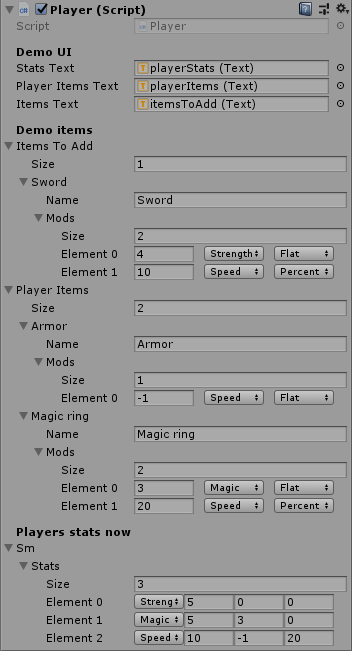 Player (Script)
Script Player
Demo UI
Stats Text playerStats (Text)
Player Items Text playerItems (Text)
Items Text itemsToAdd (Text)
Demo items
Items To Add
Size 1
Sword
Name Sword
Mods
Size 2
Element 0 4 Strength Flat
Element 1 10 Speed Percent
Player Items
Size 2
Armor
Name Armor
Mods
Size 1
Element 0 -1 Speed Flat
Magic ring
Name Magic ring
Mods
Size 2
Element 0 3 Magic Flat
Element 1 20 Speed Percent
Players stats now
Sm
Stats
Size 3
Element 0 Streng 5 0 0
Element 1 Magic 5 3 0
Element 2 Speed 10 -1 20